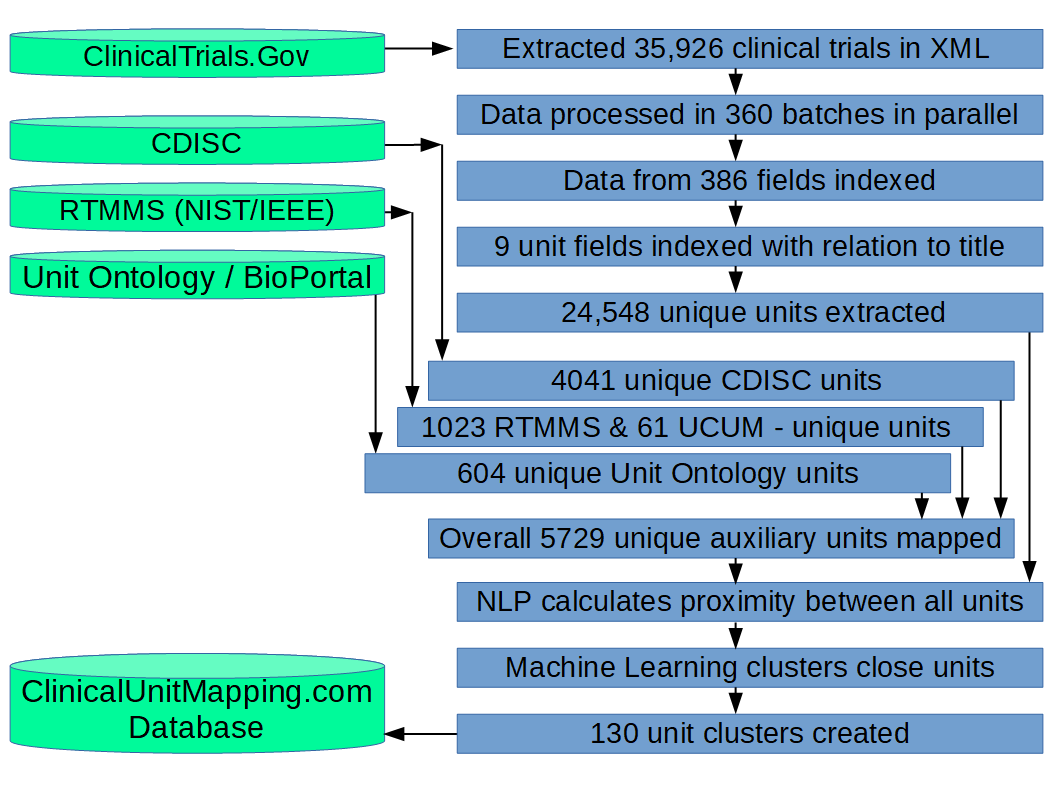 ClinicalTrials.Gov
Extracted 35,926 clinical trials in XML
Data processed in 360 batches in parallel
CDISC
Data from 386 fields indexed
RTMMS (NIST/IEEE)
9 unit fields indexed with relation to title
Unit Ontology / BioPortal
24,548 unique units extracted
4041 unique CDISC units
1023 RTMMS & 61 UCUM - unique units
604 unique Unit Ontology units
Overall 5729 unique auxiliary units mapped
NLP calculates proximity between all units
Machine Learning clusters close units
ClinicalUnitMapping.com
Database
130 unit clusters created